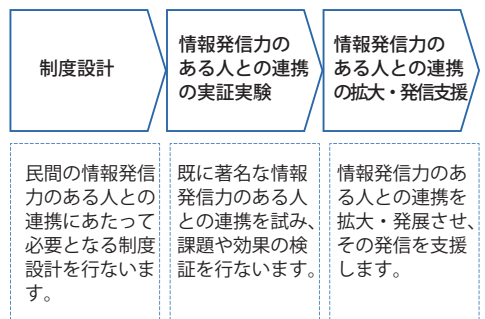 制度設計
情報発信力の
ある人との連携
の実証実験
情報発信力の
ある人との連携
の拡大・発信支援
民間の情報発信
力のある人との
連携にあたって
必要となる制度
設計を行ないま
す。
既に著名な情報
発信力のある人
との連携を試み、
課題や効果の検
証を行ないます。
情報発信力のあ
る人との連携を
拡大・発展させ、
その発信を支援
します。